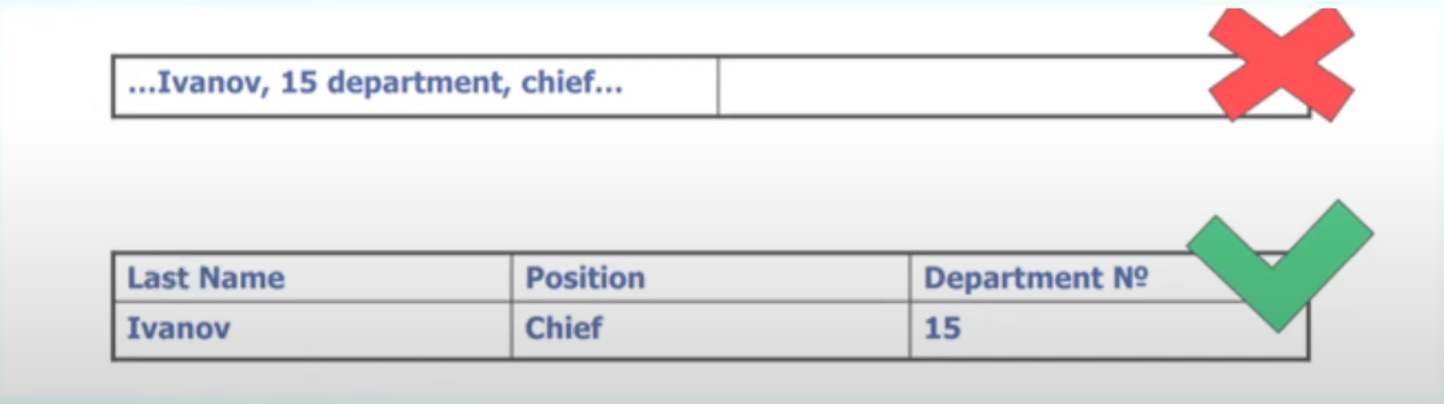 ...Ivanov, 15 department, chief...
Last Name Position Department Nº
Ivanov Chief 15